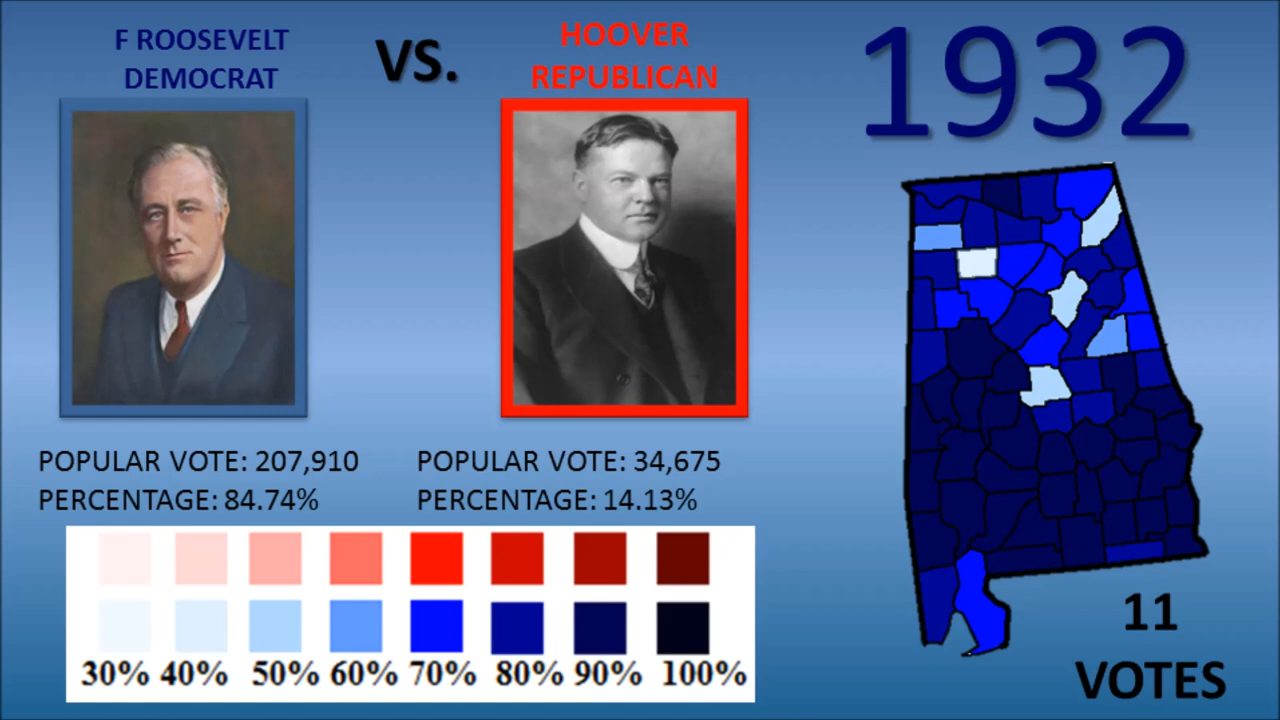 F ROOSEVELT
DEMOCRAT
VS.
HOOVER
REPUBLICAN
1932
POPULAR VOTE: 207,910
PERCENTAGE: 84.74%
POPULAR VOTE: 34,675
PERCENTAGE: 14.13%
30% 40% 50% 60% 70% 80% 90% 100%
11
VOTES